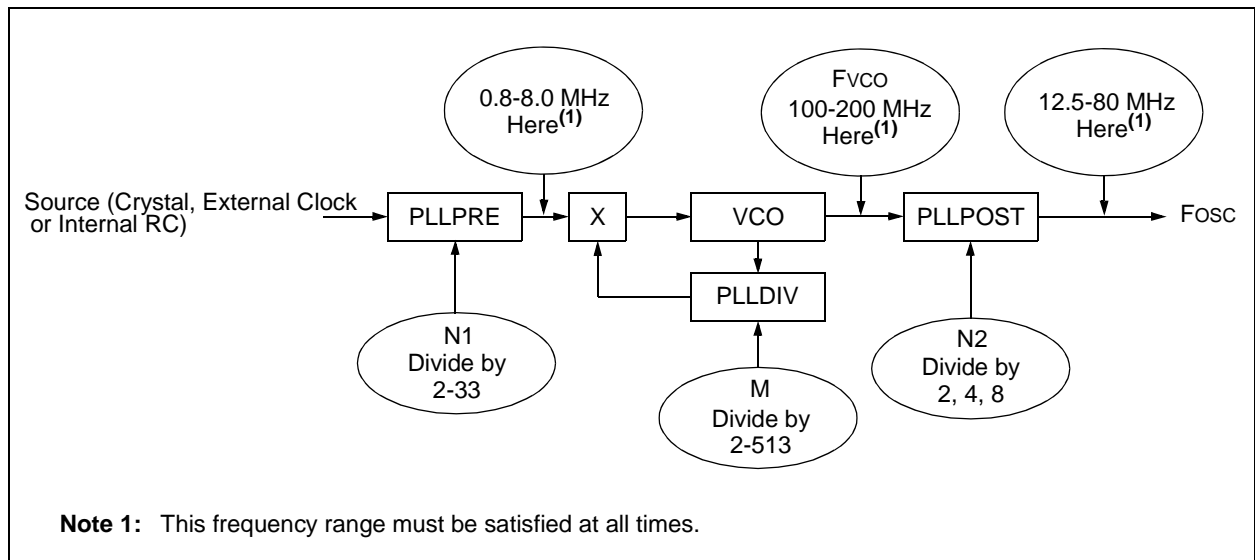 0.8-8.0 MHz
Here(1)
FVCO
100-200 MHz
Here(1)
12.5-80 MHz
Here(1)
Source (Crystal, External Clock
or Internal RC)
PLLPRE
X
VCO
PLLPOST
FOSC
PLLDIV
N1
Divide by
2-33
M
Divide by
2-513
N2
Divide by
2, 4, 8
Note 1: This frequency range must be satisfied at all times.